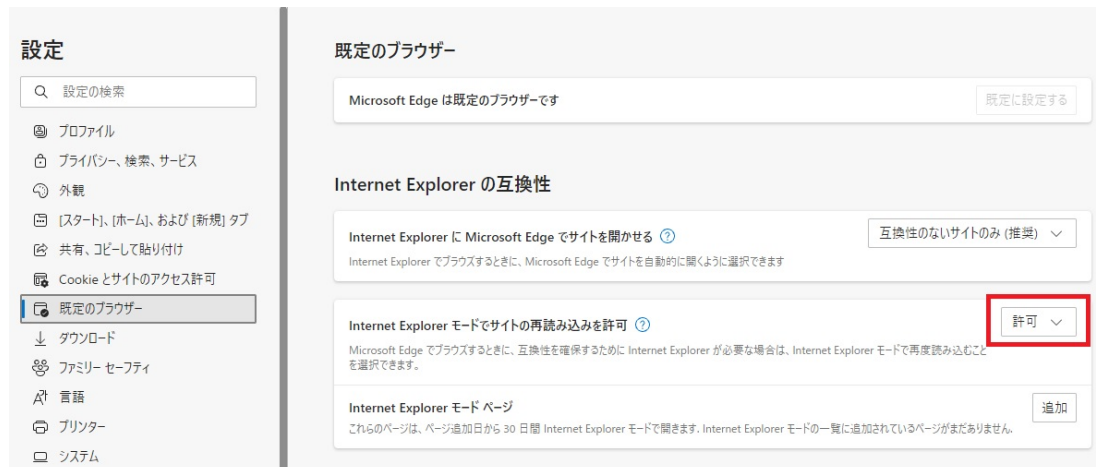 設定
設定の検索
プロファイル
プライバシー、検索、サービス
外観
[スタート]、[ホーム]、および [新規] タブ
共有、コピーして貼り付け
Cookie とサイトのアクセス許可
既定のブラウザー
ダウンロード
ファミリー セーフティ
言語
プリンター
システム
既定のブラウザー
Microsoft Edge は既定のブラウザーです
既定に設定する
Internet Explorer の互換性
Internet Explorer に Microsoft Edge でサイトを開かせる
互換性のないサイトのみ (推奨)
Internet Explorer でブラウズするときに、Microsoft Edge でサイトを自動的に開くように選択できます
Internet Explorer モードでサイトの再読み込みを許可
許可
Microsoft Edge でブラウズするときに、互換性を確保するために Internet Explorer が必要な場合は、Internet Explorer モードで再度読み込むこと
を選択できます。
Internet Explorer モード ページ
追加
これらのページは、ページ追加日から 30 日間 Internet Explorer モードで開きます. Internet Explorer モードの一覧に追加されているページがまだありません.